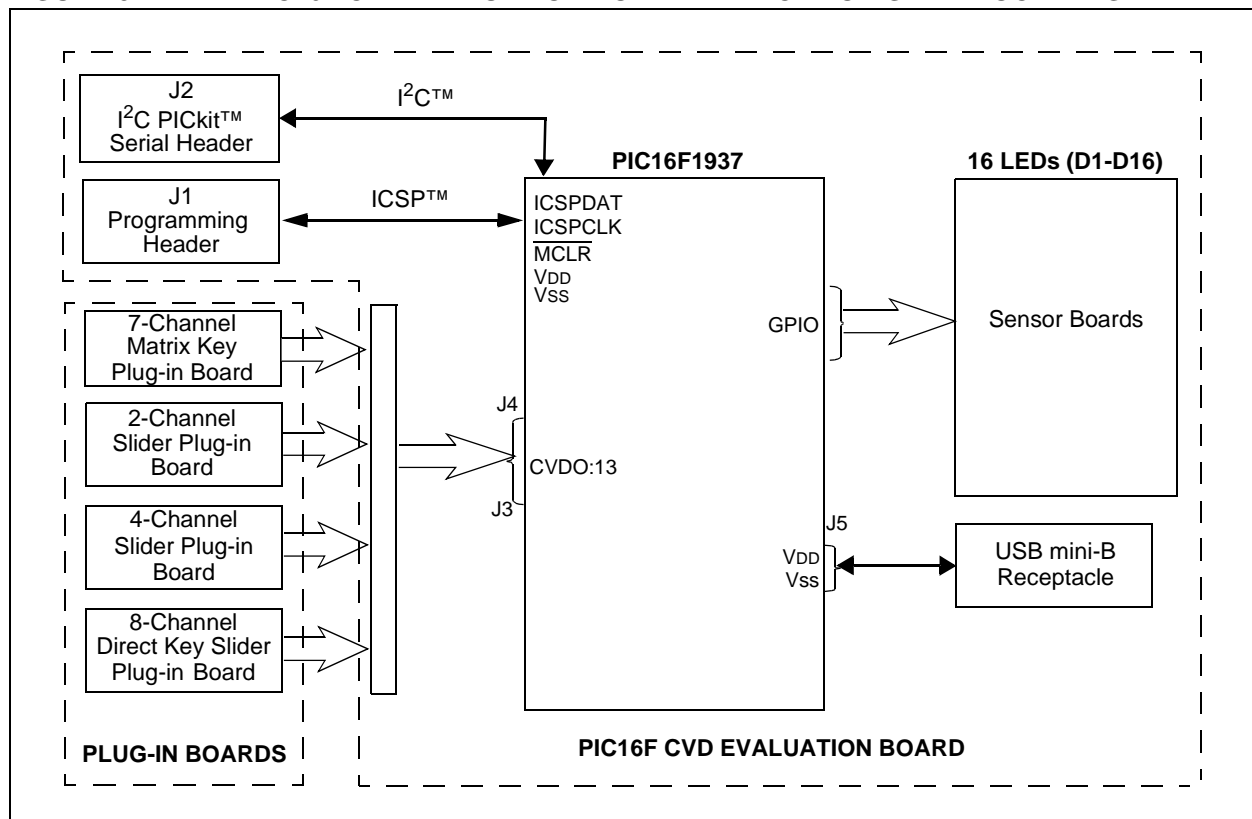 J2
I²C PICkit™
Serial Header
I²C™
J1
Programming
Header
ICSP™
PIC16F1937
ICSPDAT
ICSPCLK
MCLR
VDD
VSS
16 LEDs (D1-D16)
Sensor Boards
GPIO
7-Channel
Matrix Key
Plug-in Board
2-Channel
Slider Plug-in
Board
4-Channel
Slider Plug-in
Board
8-Channel
Direct Key Slider
Plug-in Board
J4
CVDO:13
J3
J5
VDD
Vss
USB mini-B
Receptacle
PLUG-IN BOARDS
PIC16F CVD EVALUATION BOARD